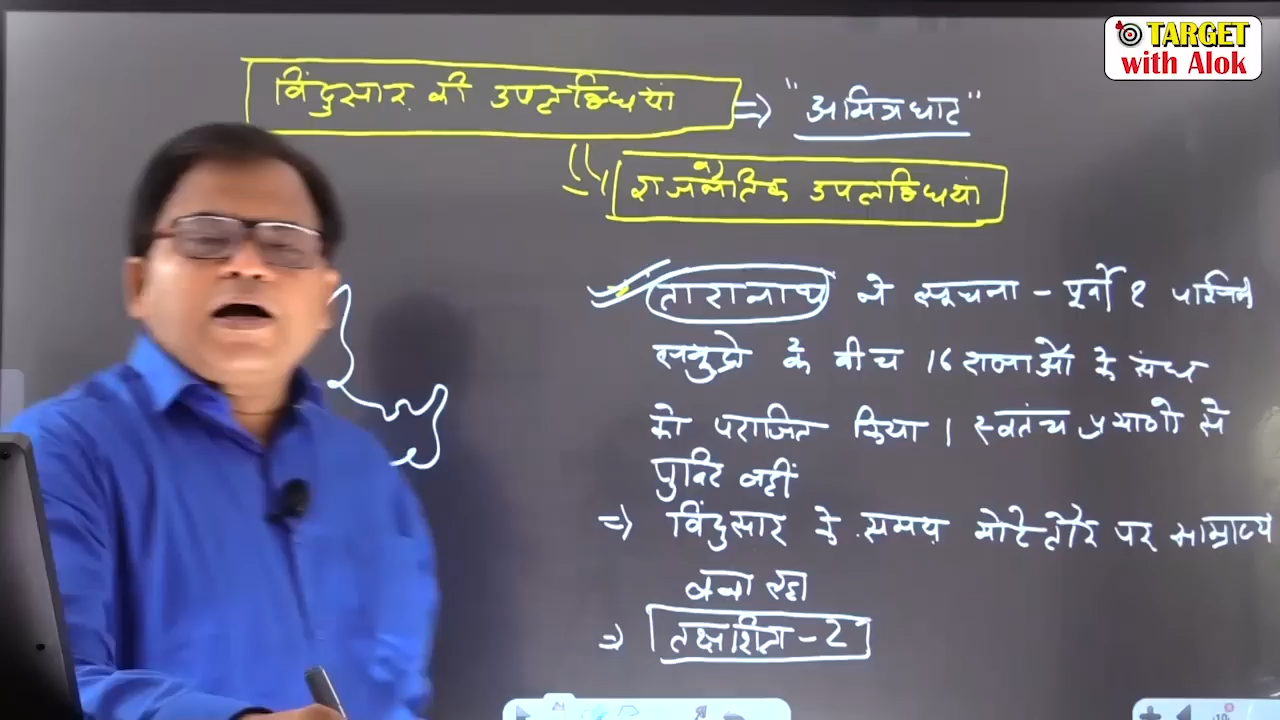 TARGET
with Alok
बिंदुसार की उपलब्धियां => "अमित्रघात"
a) राजनैतिक उपलब्धियां
तारानाथ ने सूचना - पूर्वी & पश्चिमी
समुद्रो के बीच 16 राजाओं के संघ
को पराजित किया। स्वतंत्र प्रमाणों से
पुष्टि नहीं
=> बिंदुसार के समय मोटेतौर पर साम्राज्य
बना रहा
=> तक्षशिला - 2